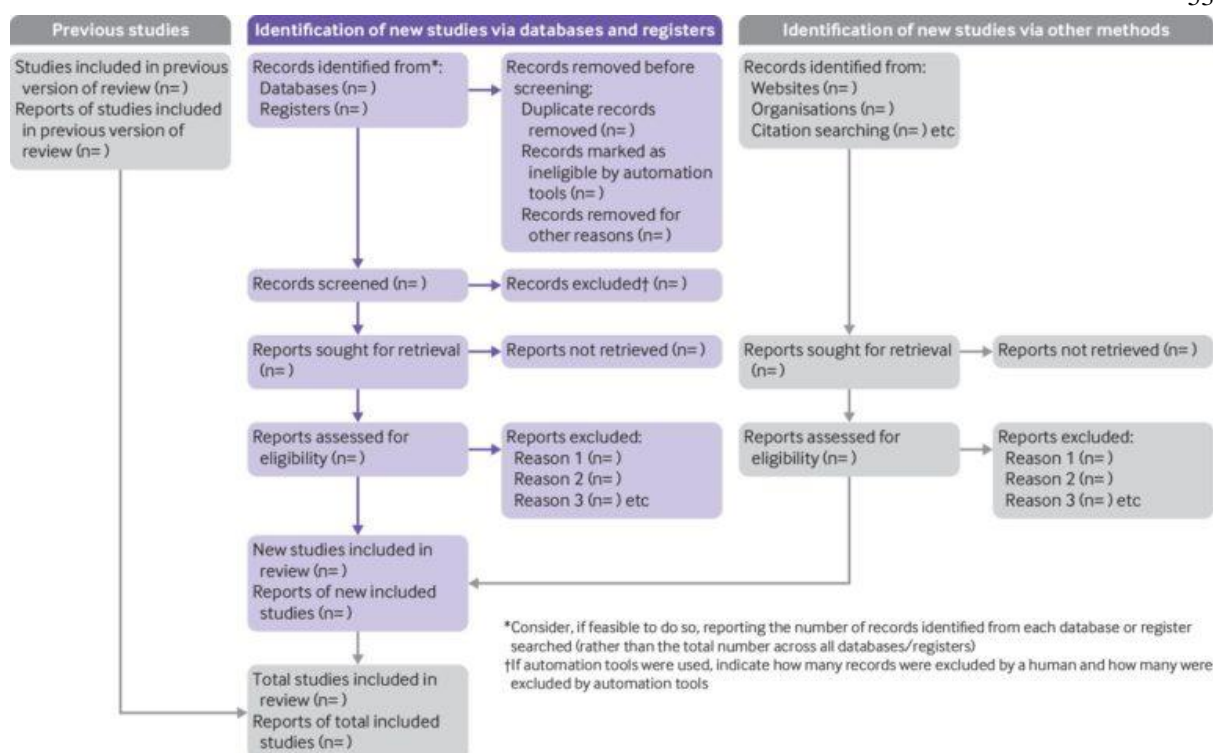 Previous studies
Identification of new studies via databases and registers
Identification of new studies via other methods
Studies included in previous
version of review (n= )
Reports of studies included
in previous version of
review (n= )
Records identified from*:
Databases (n= )
Registers (n= )
Records removed before
screening:
Duplicate records
removed (n= )
Records marked as
ineligible by automation
tools (n= )
Records removed for
other reasons (n= )
Records identified from:
Websites (n= )
Organisations (n= )
Citation searching (n= ) etc
Records screened (n= )
Records excluded† (n= )
Reports sought for retrieval
(n= )
Reports not retrieved (n= )
Reports sought for retrieval
(n= )
Reports not retrieved (n= )
Reports assessed for
eligibility (n= )
Reports excluded:
Reason 1 (n= )
Reason 2 (n= )
Reason 3 (n= ) etc
Reports assessed for
eligibility (n= )
Reports excluded:
Reason 1 (n= )
Reason 2 (n= )
Reason 3 (n= ) etc
New studies included in
review (n= )
Reports of new included
studies (n= )
*Consider, if feasible to do so, reporting the number of records identified from each database or register
searched (rather than the total number across all databases/registers)
†If automation tools were used, indicate how many records were excluded by a human and how many were
excluded by automation tools
Total studies included in
review (n= )
Reports of total included
studies (n= )